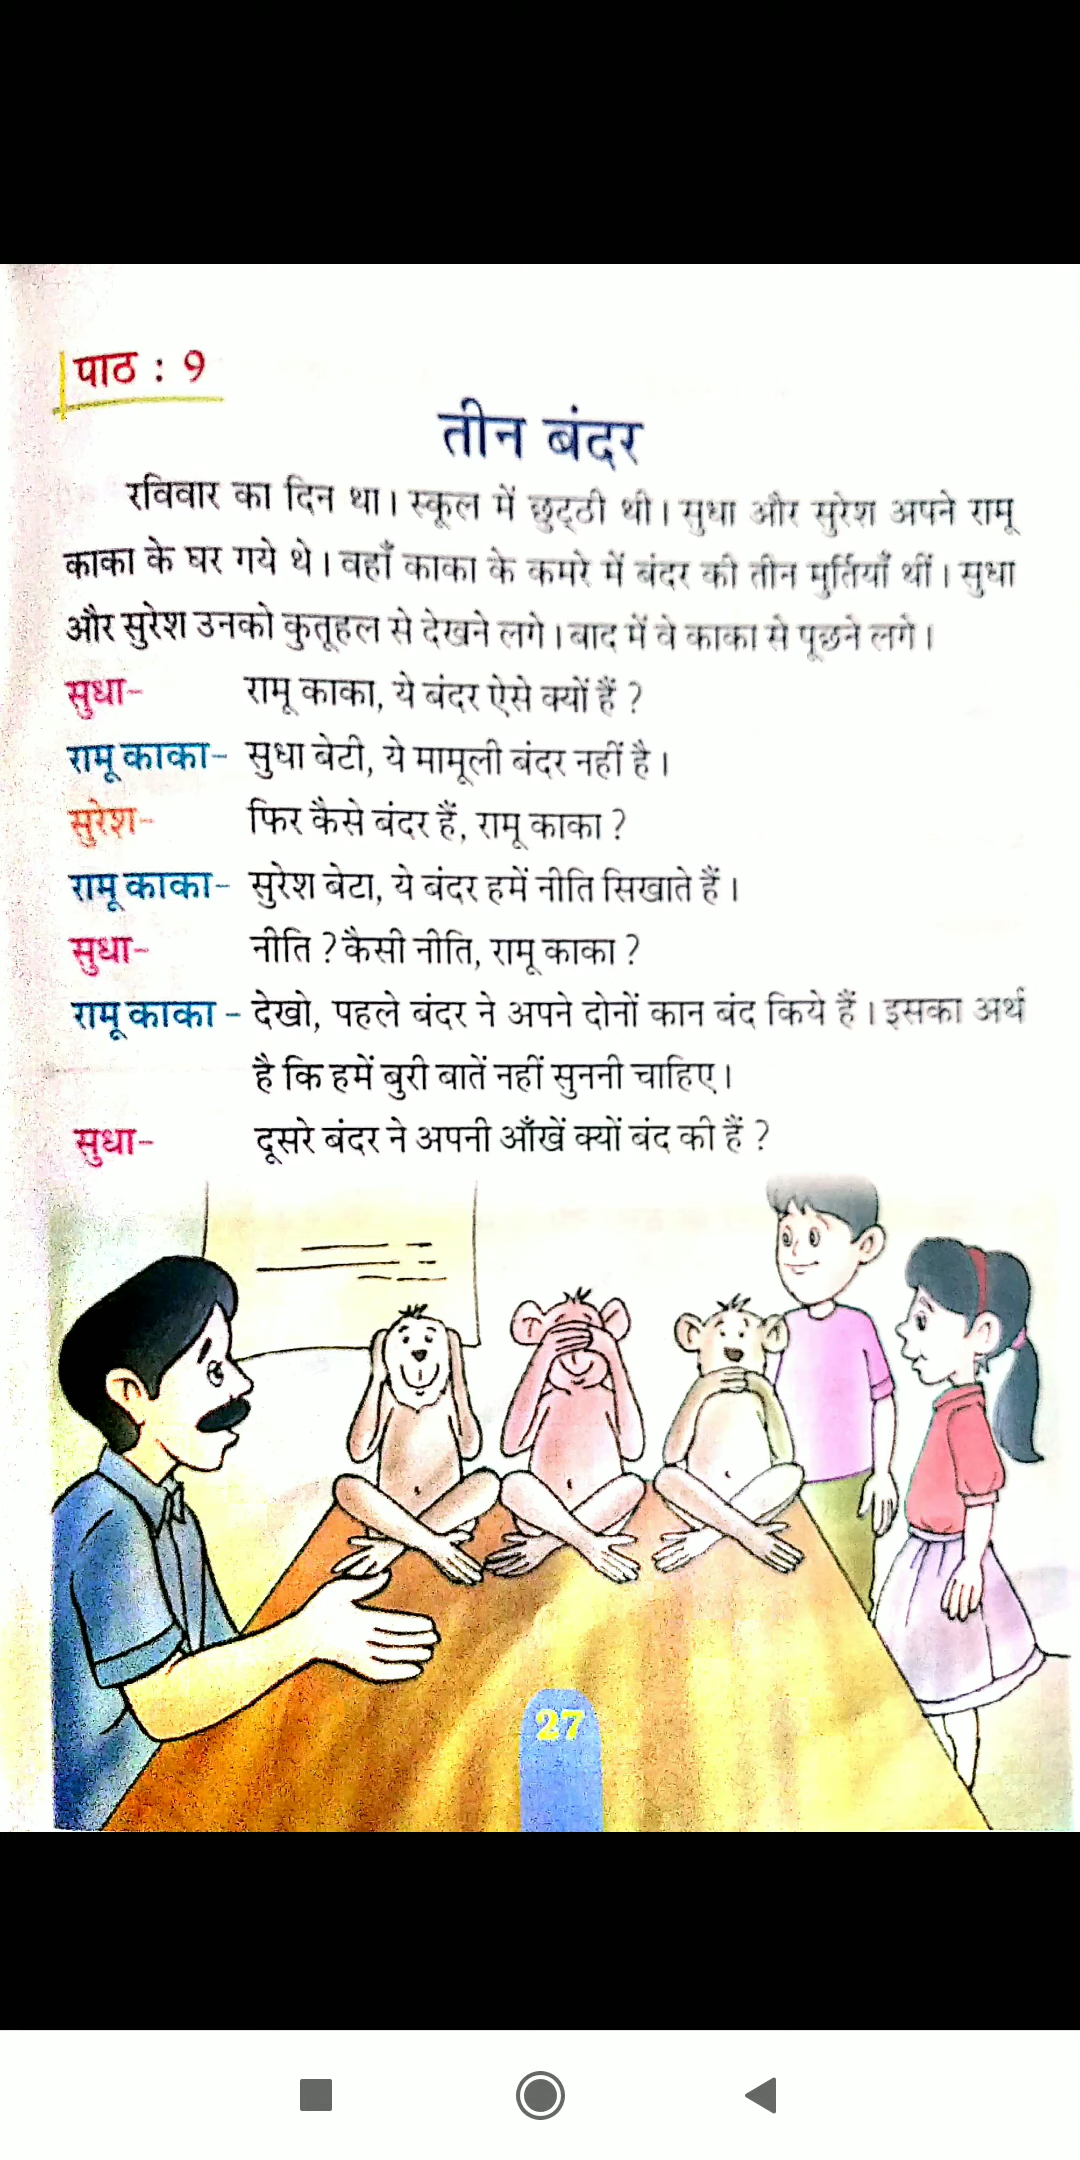 पाठ : 9
तीन बंदर
रविवार का दिन था। स्कूल में छुट्ठी थी। सुधा और सुरेश अपने रामू
काका के घर गये थे। वहाँ काका के कमरे में बंदर की तीन मुर्तियाँ थीं। सुधा
और सुरेश उनको कुतूहल से देखने लगे। बाद में वे काका से पूछने लगे।
सुधा- रामू काका, ये बंदर ऐसे क्यों हैं ?
रामू काका- सुधा बेटी, ये मामूली बंदर नहीं है।
सुरेश- फिर कैसे बंदर हैं, रामू काका ?
रामू काका- सुरेश बेटा, ये बंदर हमें नीति सिखाते हैं।
सुधा- नीति ? कैसी नीति, रामू काका ?
रामू काका - देखो, पहले बंदर ने अपने दोनों कान बंद किये हैं। इसका अर्थ
है कि हमें बुरी बातें नहीं सुननी चाहिए।
सुधा- दूसरे बंदर ने अपनी आँखें क्यों बंद की हैं ?
27